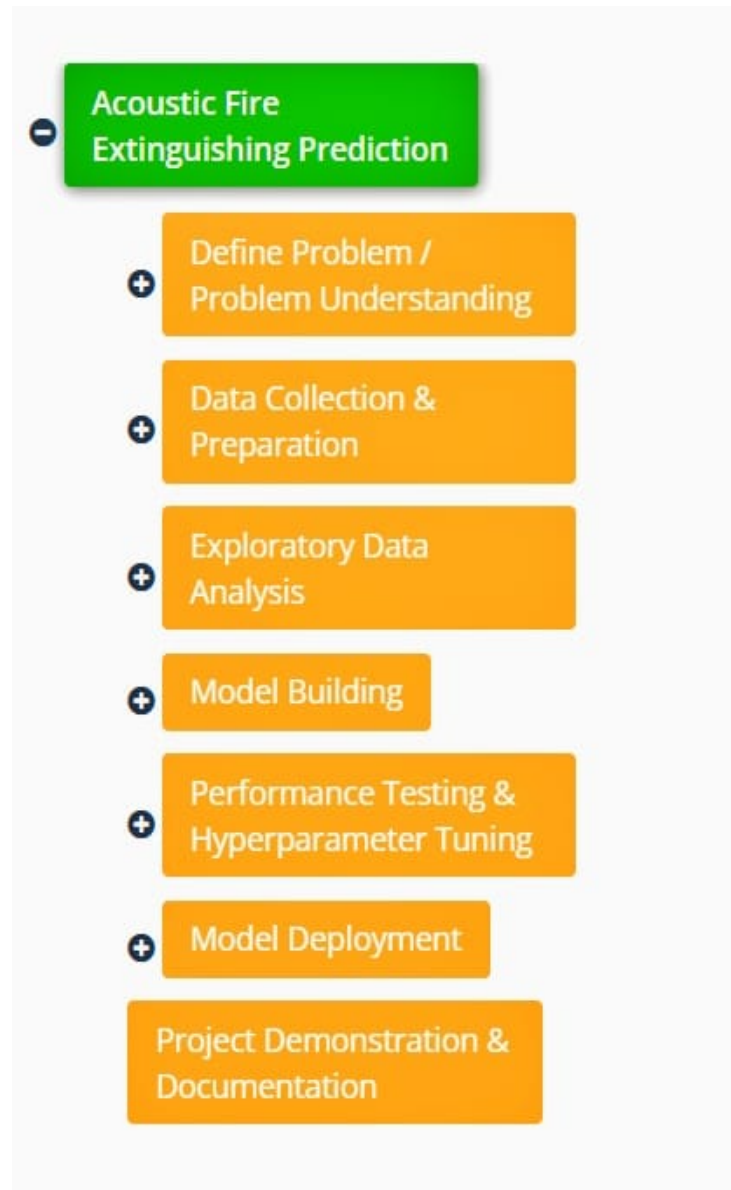 Acoustic Fire
Extinguishing Prediction
Define Problem /
Problem Understanding
Data Collection &
Preparation
Exploratory Data
Analysis
Model Building
Performance Testing &
Hyperparameter Tuning
Model Deployment
Project Demonstration &
Documentation